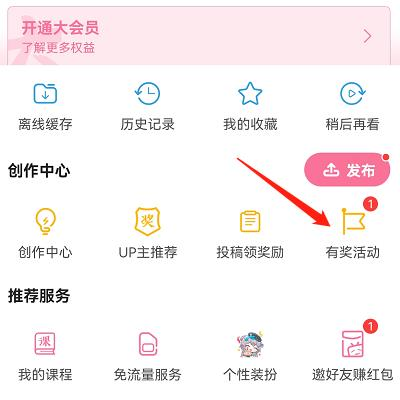 开通大会员
了解更多权益
离线缓存 历史记录 我的收藏 稍后再看
创作中心 发布
奖 1
创作中心 UP主推荐 投稿领奖励 有奖活动
推荐服务
课 1
我的课程 免流量服务 个性装扮 邀好友赚红包